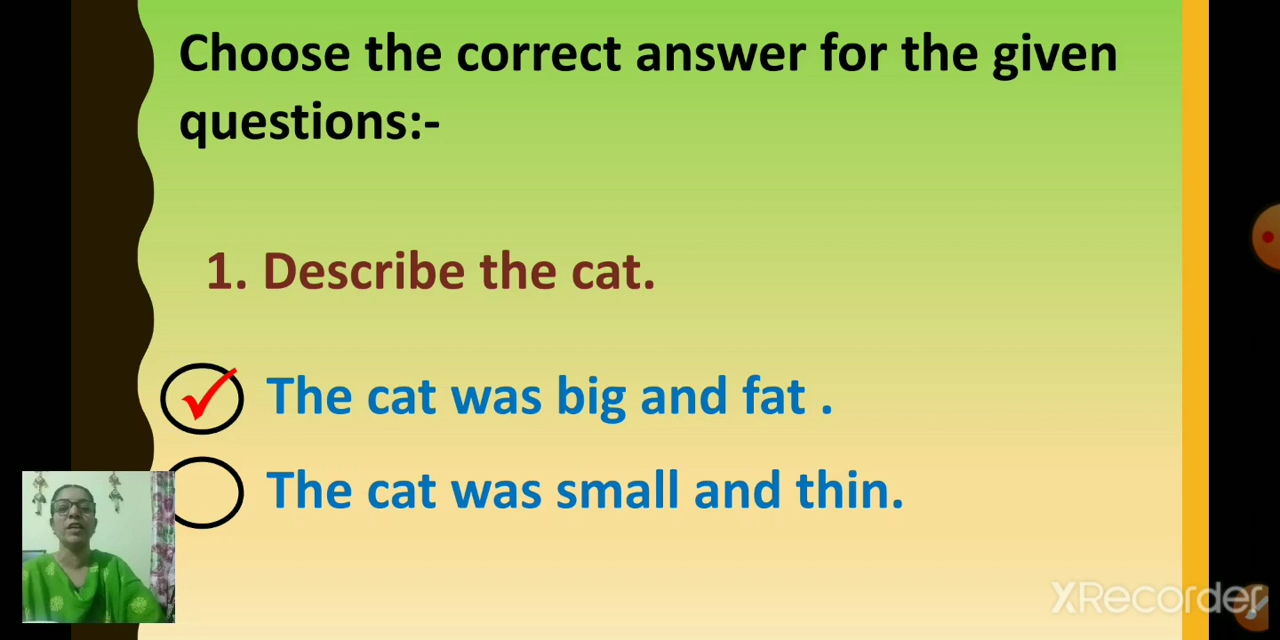 Choose the correct answer for the given
questions:-
1. Describe the cat.
The cat was big and fat .
The cat was small and thin.
XRecorder